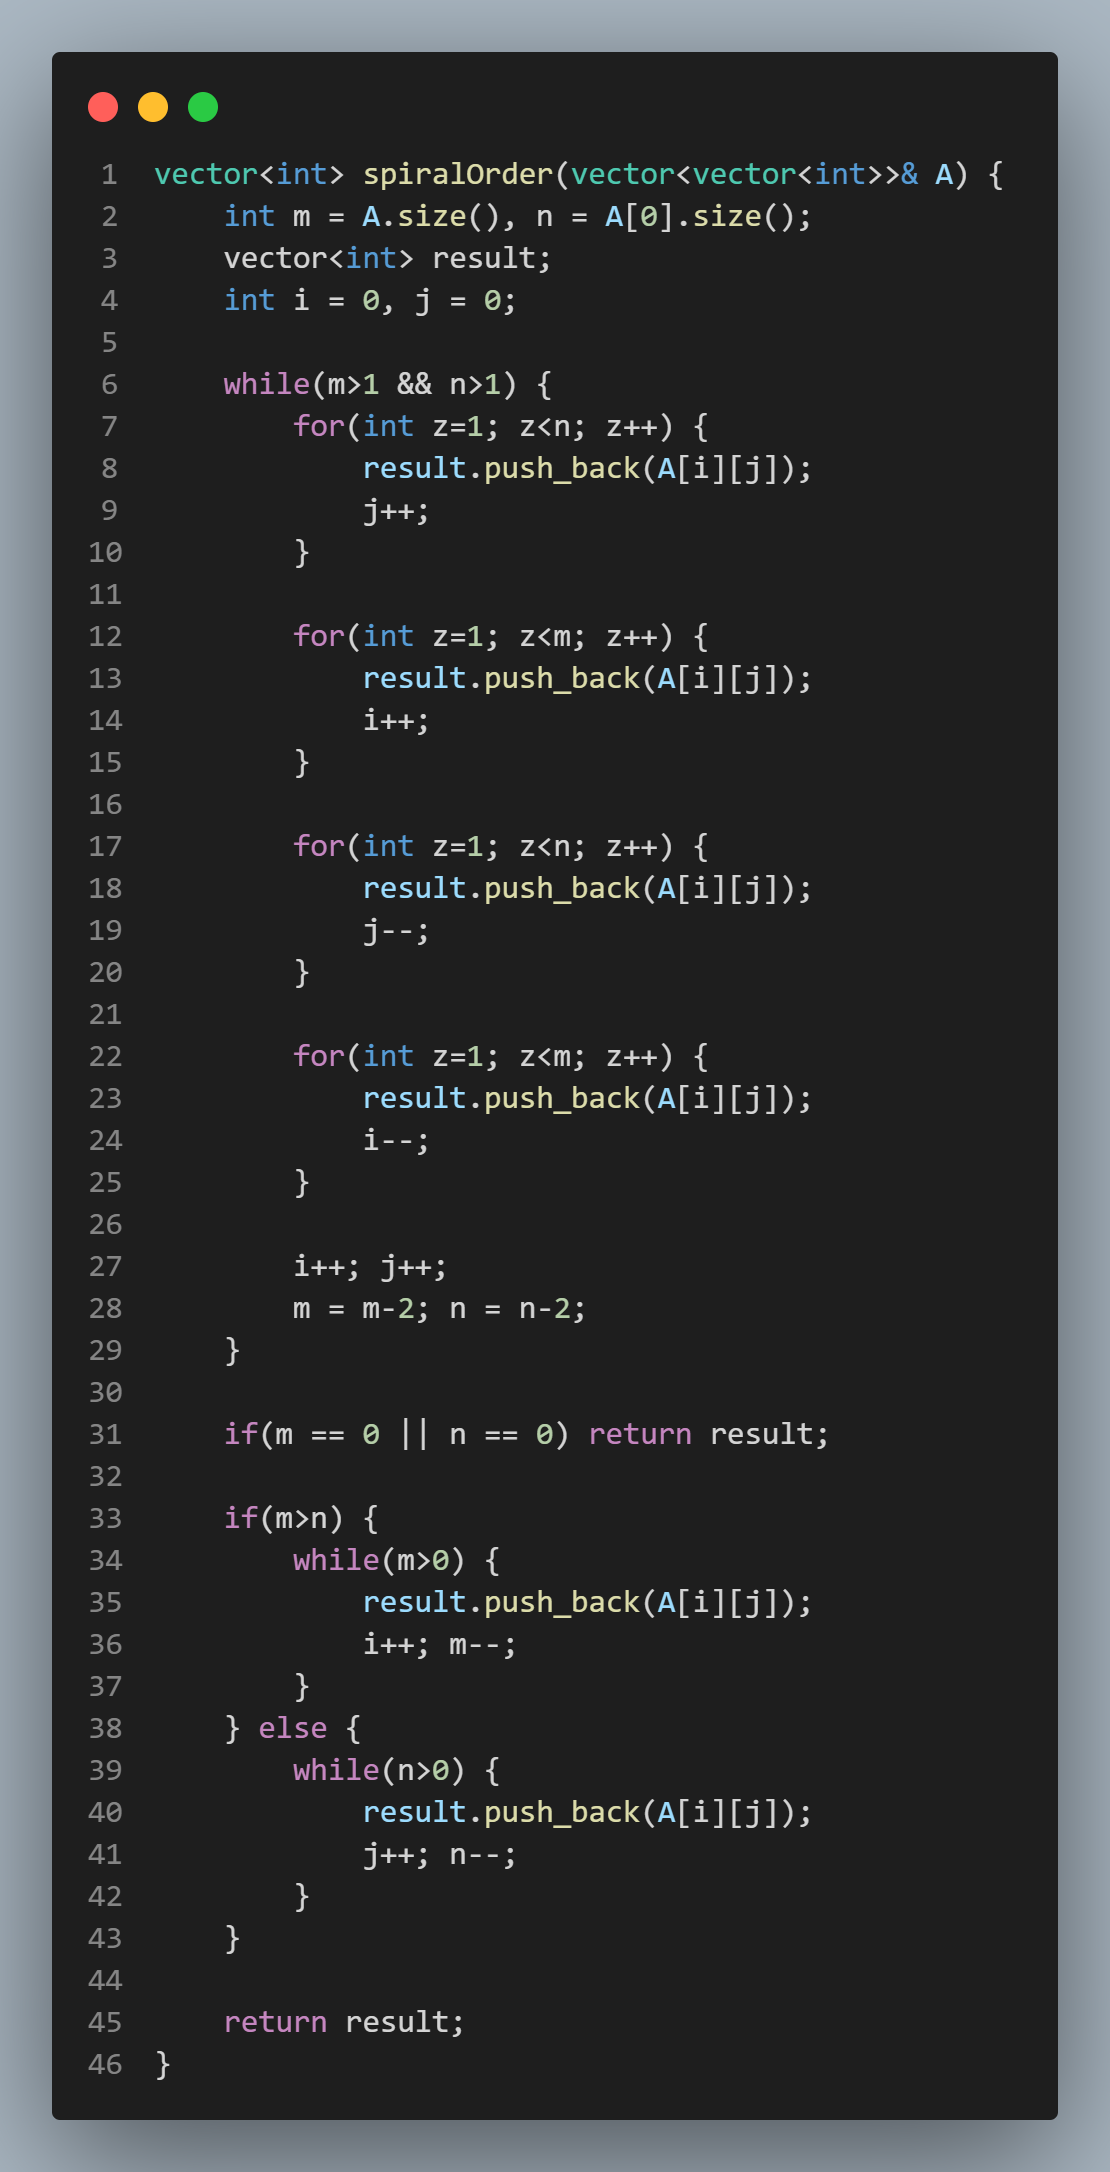 1 vector<int> spiralOrder(vector<vector<int>>& A) {
2     int m = A.size(), n = A[0].size();
3     vector<int> result;
4     int i = 0, j = 0;
5
6     while(m>1 && n>1) {
7         for(int z=1; z<n; z++) {
8             result.push_back(A[i][j]);
9             j++;
10         }
11
12         for(int z=1; z<m; z++) {
13             result.push_back(A[i][j]);
14             i++;
15         }
16
17         for(int z=1; z<n; z++) {
18             result.push_back(A[i][j]);
19             j--;
20         }
21
22         for(int z=1; z<m; z++) {
23             result.push_back(A[i][j]);
24             i--;
25         }
26
27         i++; j++;
28         m = m-2; n = n-2;
29     }
30
31     if(m == 0 || n == 0) return result;
32
33     if(m>n) {
34         while(m>0) {
35             result.push_back(A[i][j]);
36             i++; m--;
37         }
38     } else {
39         while(n>0) {
40             result.push_back(A[i][j]);
41             j++; n--;
42         }
43     }
44
45     return result;
46 }